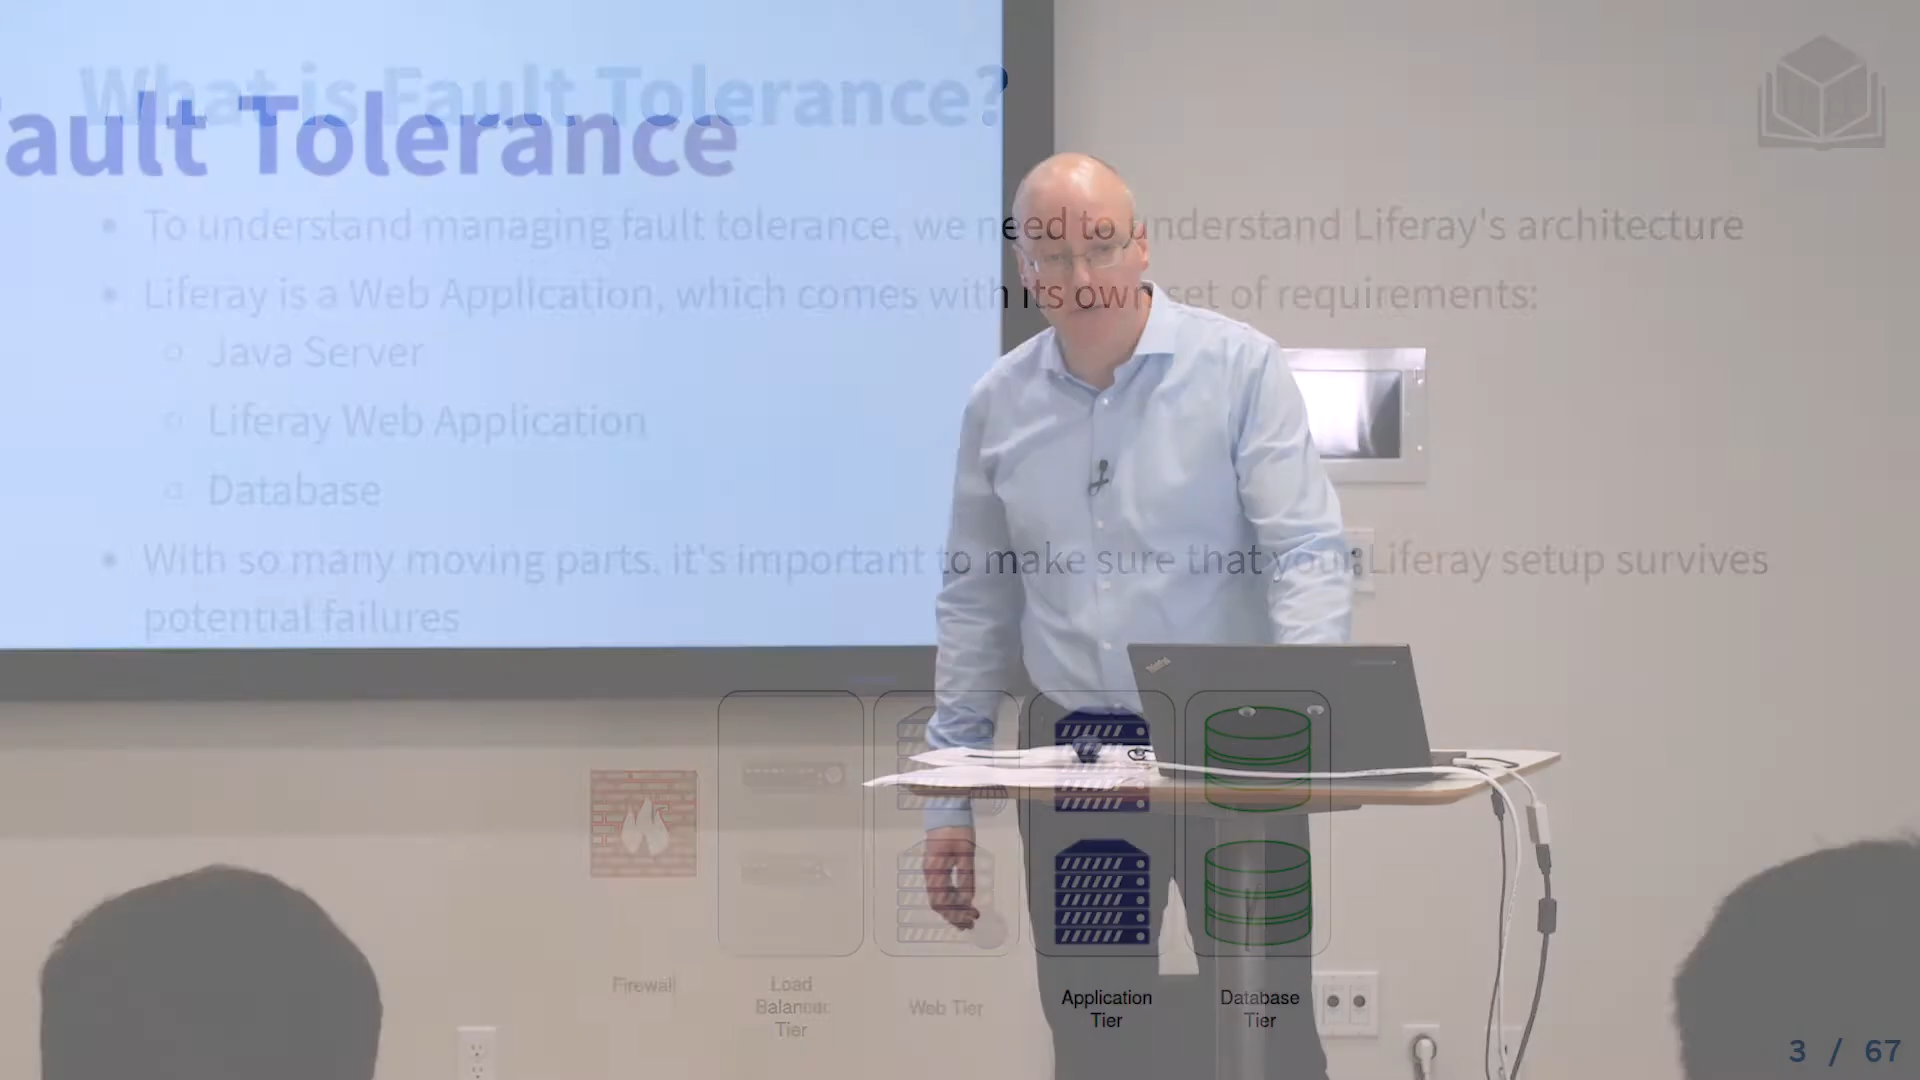 What is Fault Tolerance?
ault Tolerance
To understand managing fault tolerance, we need to understand Liferay's architecture
Liferay is a Web Application, which comes with its own set of requirements:
Java Server
Liferay Web Application
Database
With so many moving parts, it's important to make sure that your Liferay setup survives
potential failures
Firewall
Load
Balancer
Tier
Web Tier
Application
Tier
Database
Tier
ThinkPad
3 / 67